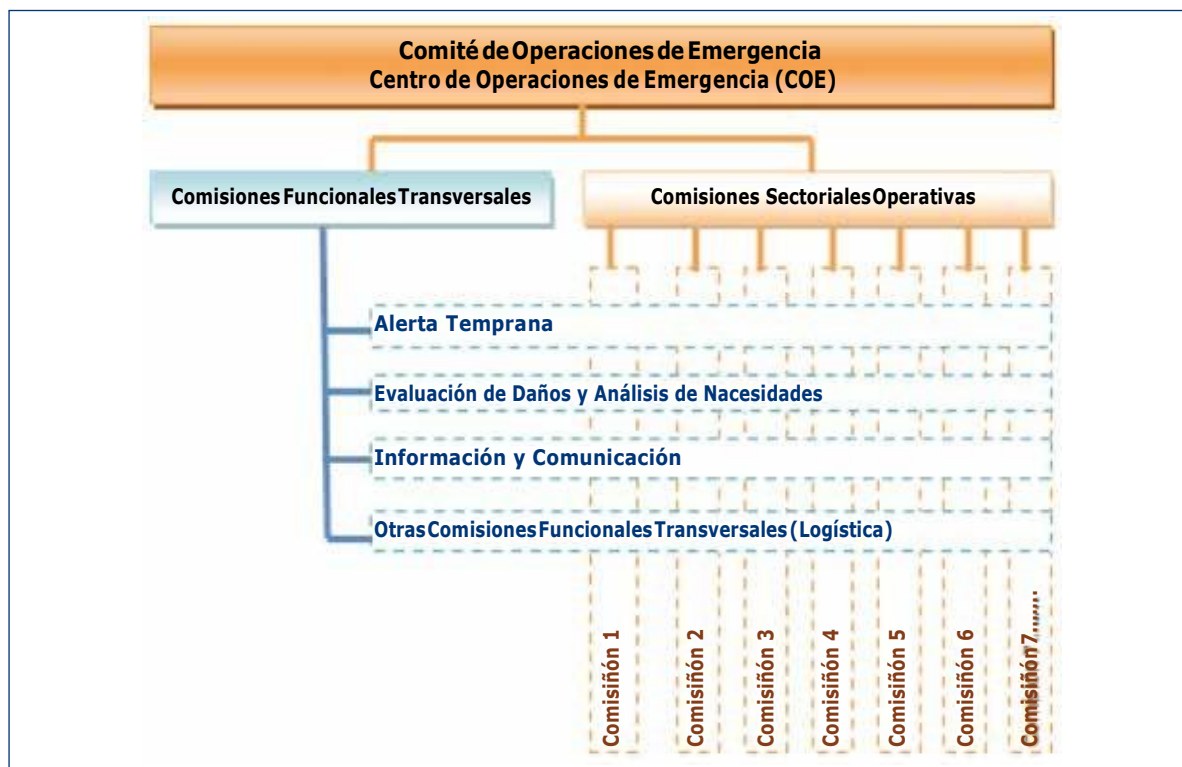 Comité de Operaciones de Emergencia
Centro de Operaciones de Emergencia (COE)
Comisiones Funcionales Transversales
Comisiones Sectoriales Operativas
Alerta Temprana
Evaluación de Daños y Análisis de Nacesidades
Información y Comunicación
Otras Comisiones Funcionales Transversales (Logística)
Comisiñón 1
Comisiñón 2
Comisiñón 3
Comisiñón 4
Comisiñón 5
Comisiñón 6
Comisiñón 7.......